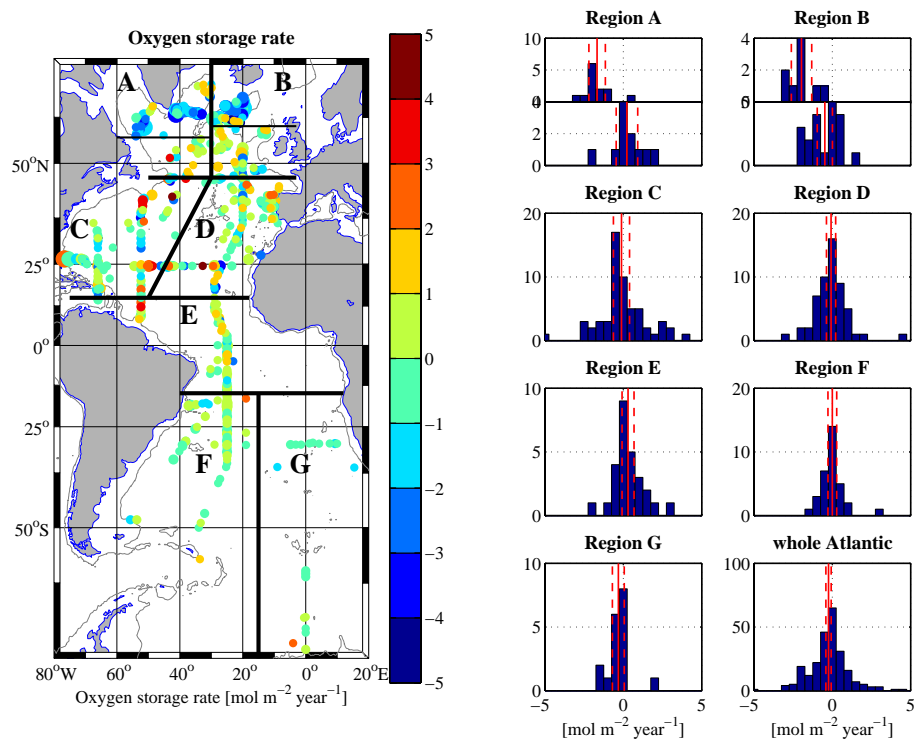 Oxygen storage rate
A
B
C
D
E
F
G
50°N
25°N
0°
25°S
50°S
80°W
60°W
40°W
20°W
0°
20°E
Oxygen storage rate [mol m⁻² year⁻¹]
5
4
3
2
1
0
−1
−2
−3
−4
−5
Region A
10
5
0
4
2
0
Region B
4
2
0
5
0
Region C
20
10
0
Region D
20
10
0
Region E
10
5
0
Region F
20
10
0
Region G
10
5
0
−5
0
5
[mol m⁻² year⁻¹]
whole Atlantic
100
50
0
−5
0
5
[mol m⁻² year⁻¹]